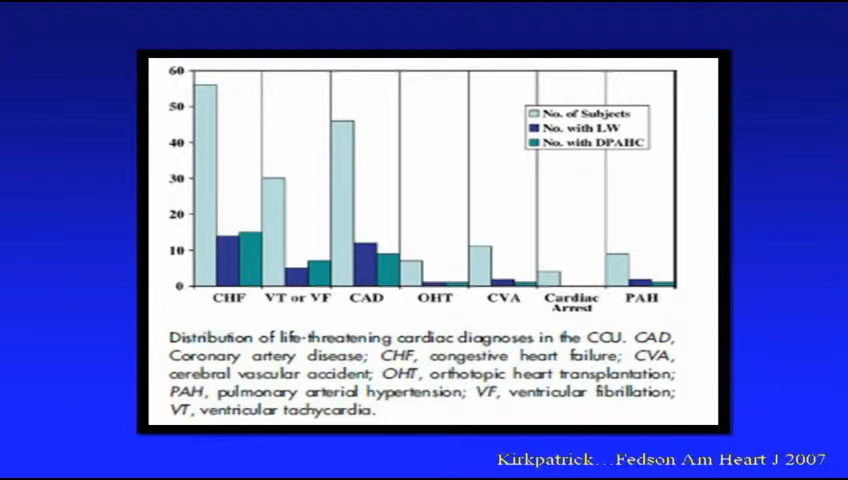 60
50
40
30
20
10
0
No. of Subjects
No. with LW
No. with DPAHC
CHF VT or VF CAD OHT CVA Cardiac Arrest PAH
Distribution of life-threatening cardiac diagnoses in the CCU. CAD,
Coronary artery disease; CHF, congestive heart failure; CVA,
cerebral vascular accident; OHT, orthotopic heart transplantation;
PAH, pulmonary arterial hypertension; VF, ventricular fibrillation;
VT, ventricular tachycardia.
Kirkpatrick...Fedson Am Heart J 2007